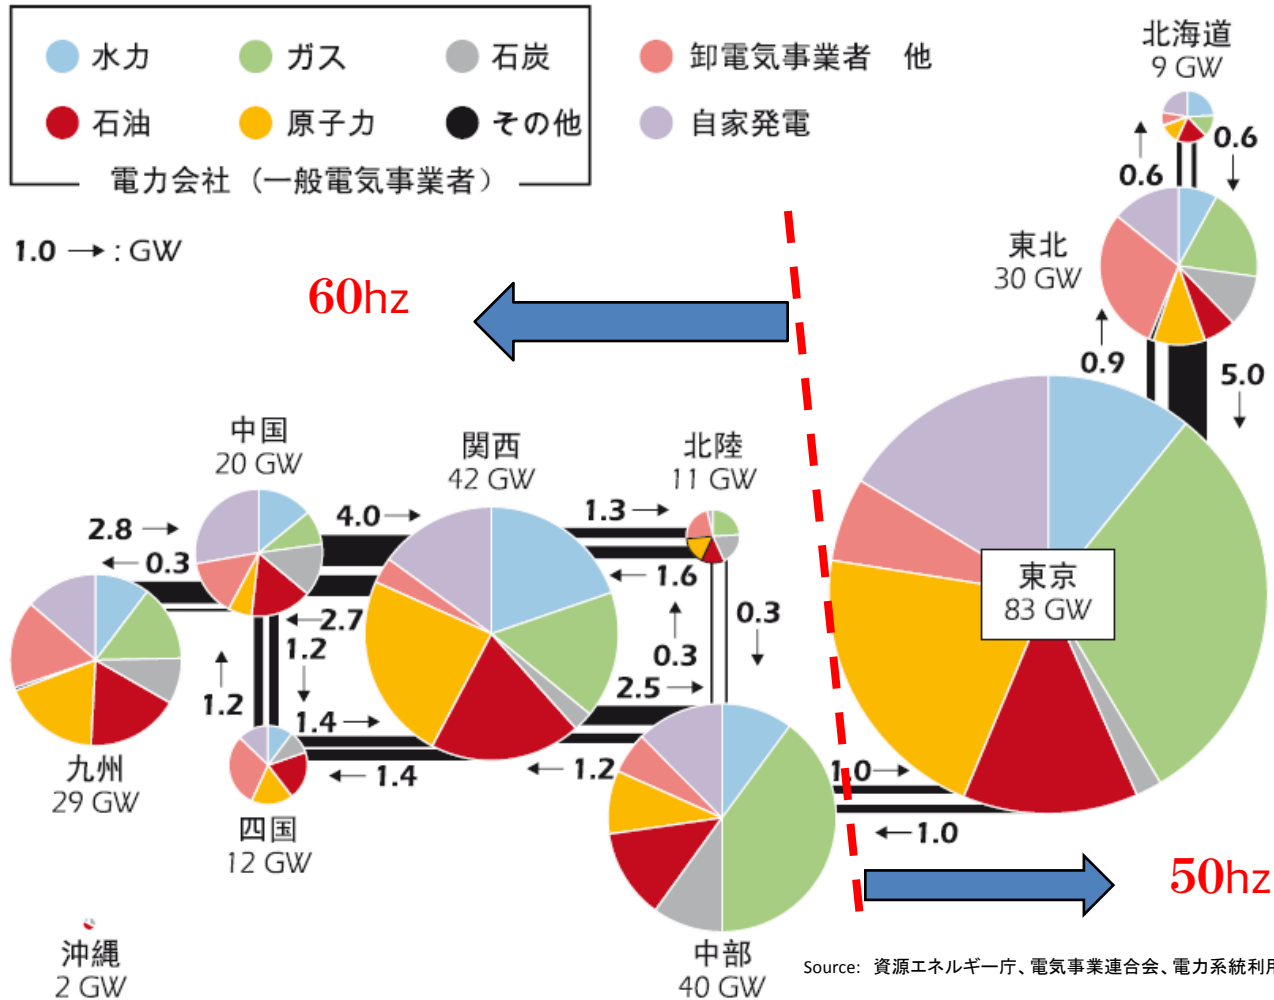 水力
ガス
石炭
卸電気事業者　他
石油
原子力
その他
自家発電
電力会社（一般電気事業者）
1.0 → : GW
60hz
北海道
9 GW
0.6
0.6
東北
30 GW
0.9
5.0
中国
20 GW
関西
42 GW
北陸
11 GW
2.8 →
← 0.3
4.0 →
1.3 →
← 1.6
←2.7
1.2
1.2
0.3
0.3
2.5 →
1.4 →
← 1.4
← 1.2
東京
83 GW
1.0→
←1.0
九州
29 GW
四国
12 GW
50hz
沖縄
2 GW
中部
40 GW
Source: 資源エネルギー庁、電気事業連合会、電力系統利用